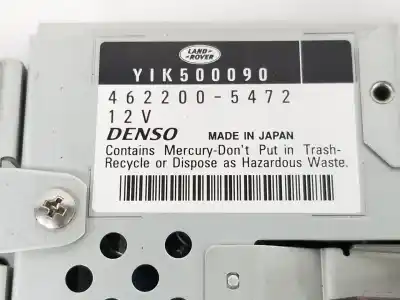 LAND
ROVER
YIK500090
462200-5472
12V
DENSO MADE IN JAPAN
Contains Mercury-Don't Put in Trash-
Recycle or Dispose as Hazardous Waste.